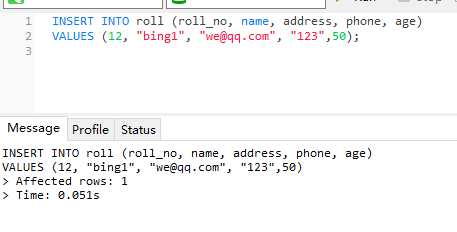 1 INSERT INTO roll (roll_no, name, address, phone, age)
2 VALUES (12, "bing1", "we@qq.com", "123",50);
3
Message Profile Status
INSERT INTO roll (roll_no, name, address, phone, age)
VALUES (12, "bing1", "we@qq.com", "123",50)
> Affected rows: 1
> Time: 0.051s